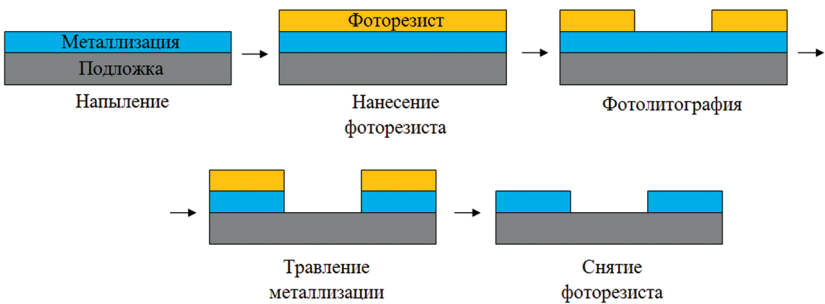 Металлизация
Подложка
Напыление
Фоторезист
Нанесение
фоторезиста
Фотолитография
Травление
металлизации
Снятие
фоторезиста